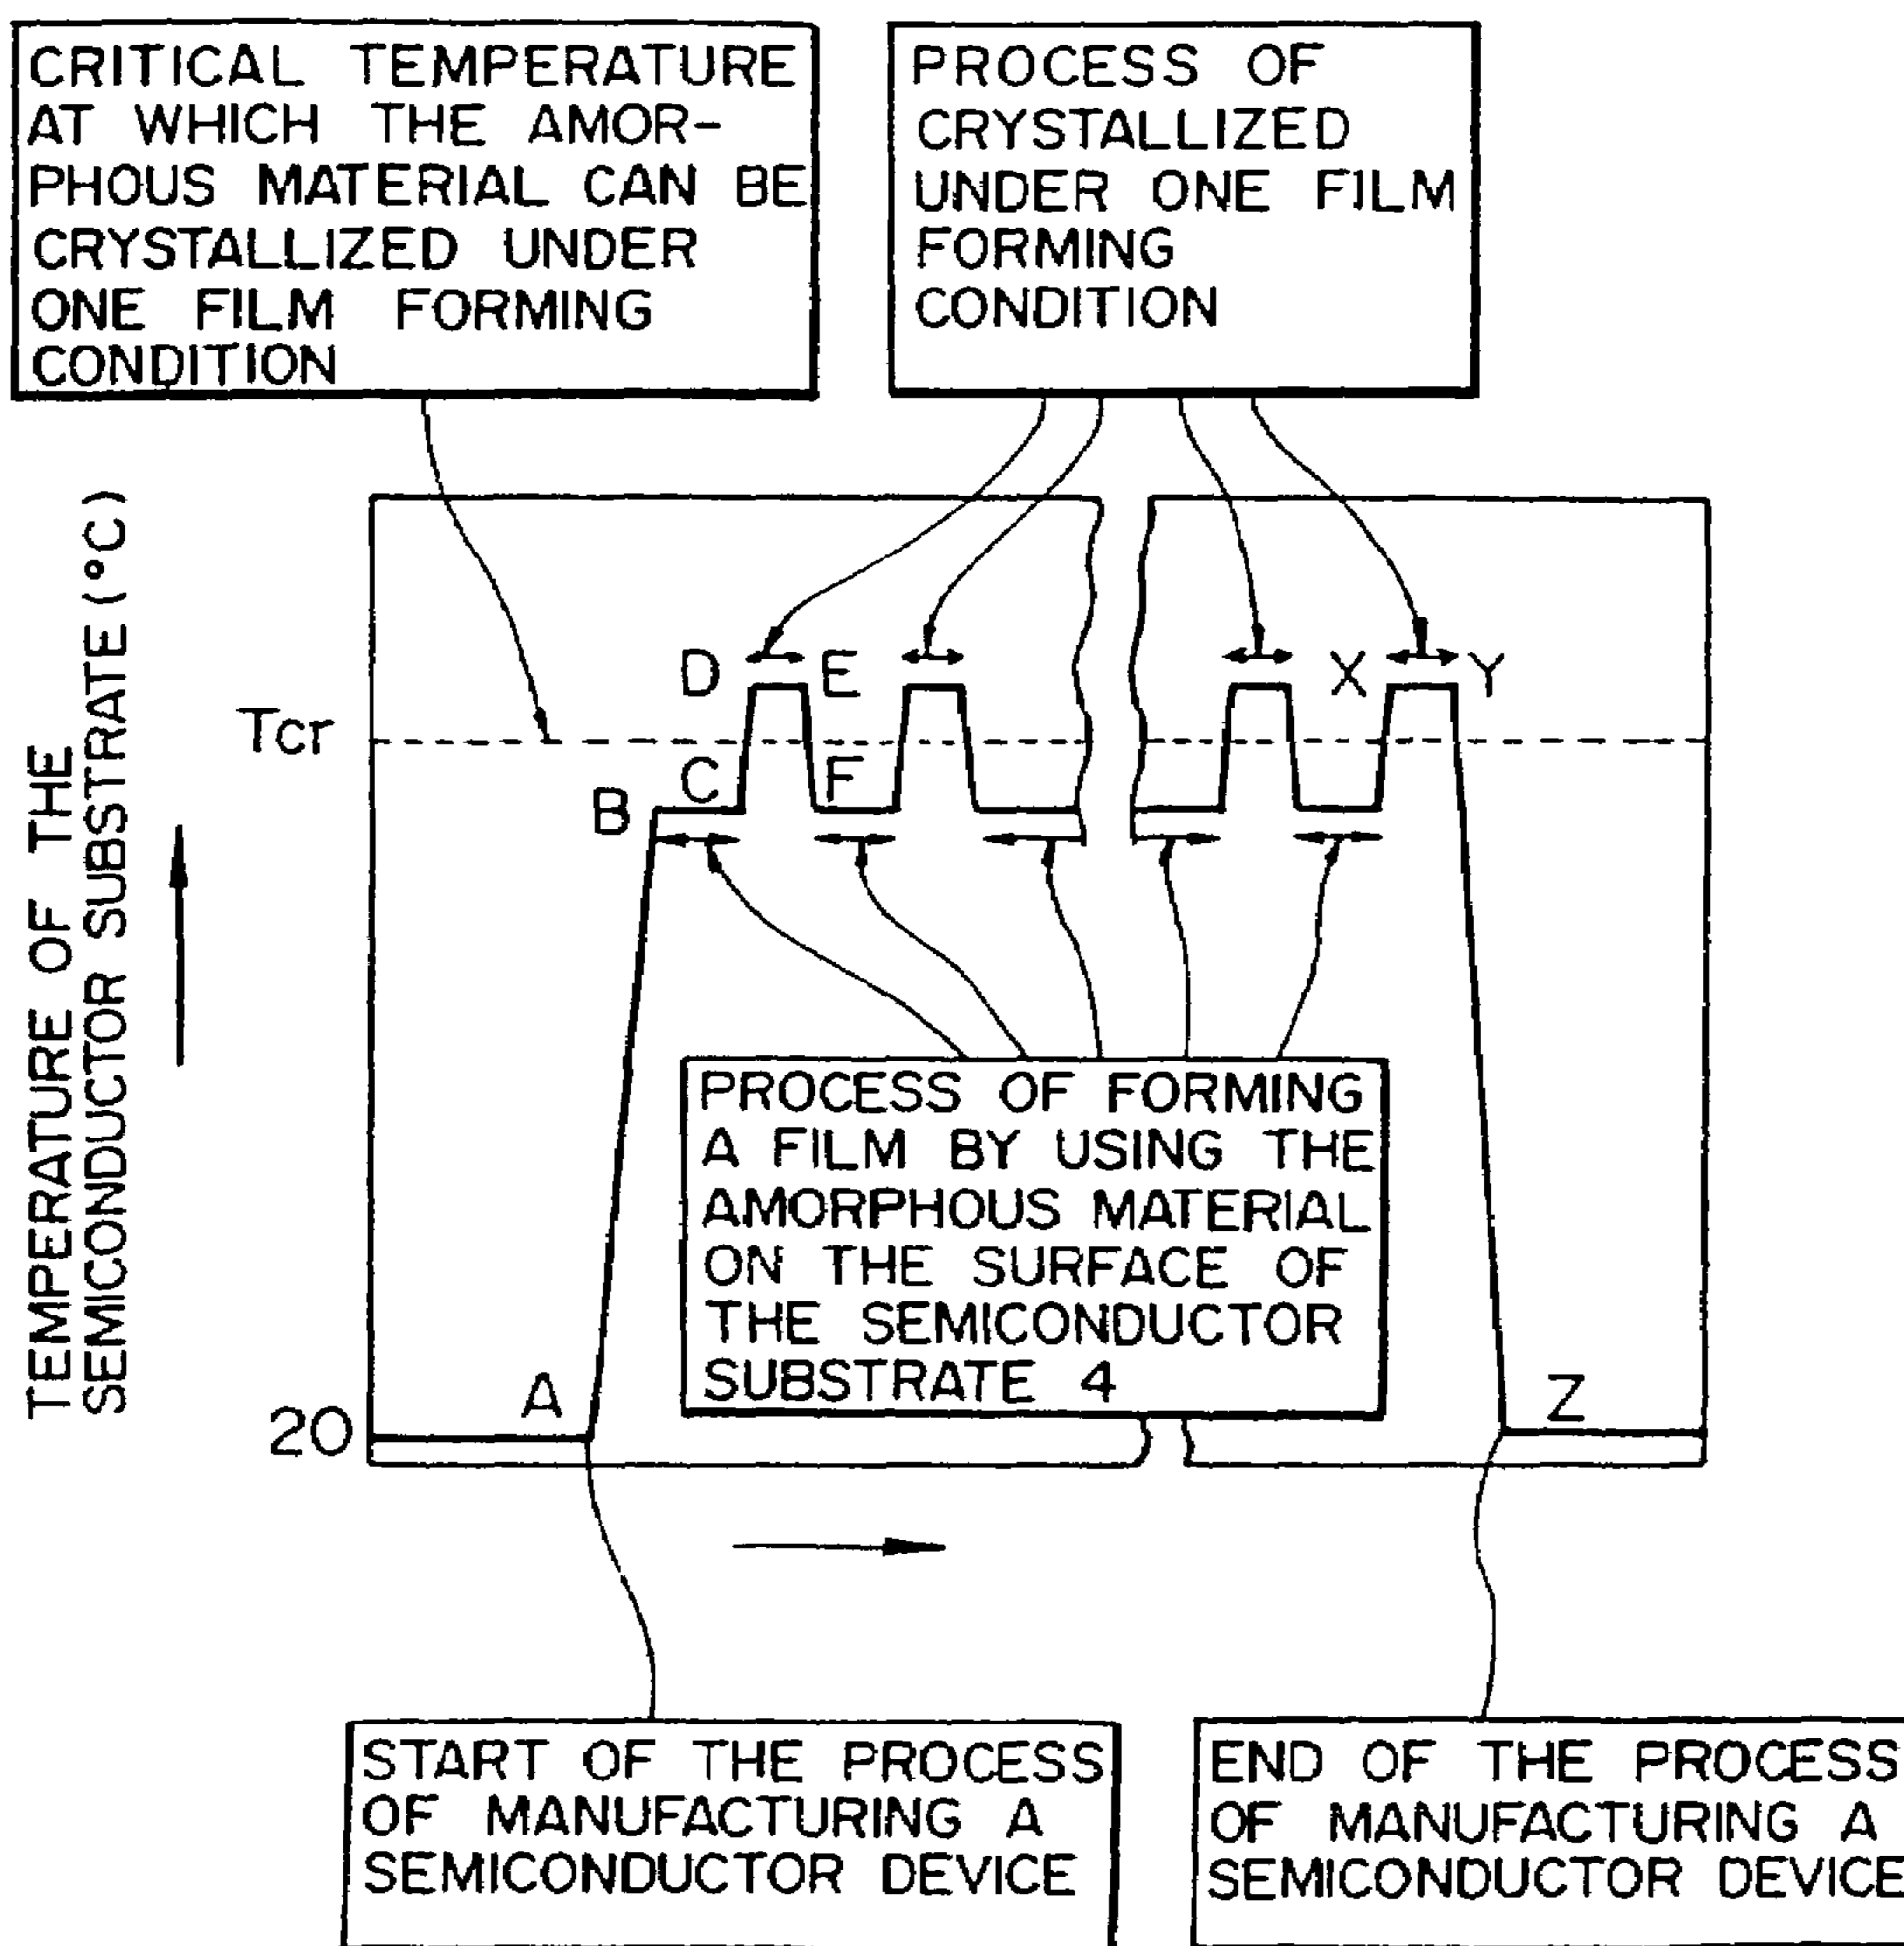 CRITICAL TEMPERATURE
AT WHICH THE AMOR-
PHOUS MATERIAL CAN BE
CRYSTALLIZED UNDER
ONE FILM FORMING
CONDITION
PROCESS OF
CRYSTALLIZED
UNDER ONE FILM
FORMING
CONDITION
TEMPERATURE OF THE
SEMICONDUCTOR SUBSTRATE (°C)
D
E
X
Y
Tcr
C
F
B
PROCESS OF FORMING
A FILM BY USING THE
AMORPHOUS MATERIAL
ON THE SURFACE OF
THE SEMICONDUCTOR
SUBSTRATE 4
A
Z
20
START OF THE PROCESS
OF MANUFACTURING A
SEMICONDUCTOR DEVICE
END OF THE PROCESS
OF MANUFACTURING A
SEMICONDUCTOR DEVICE